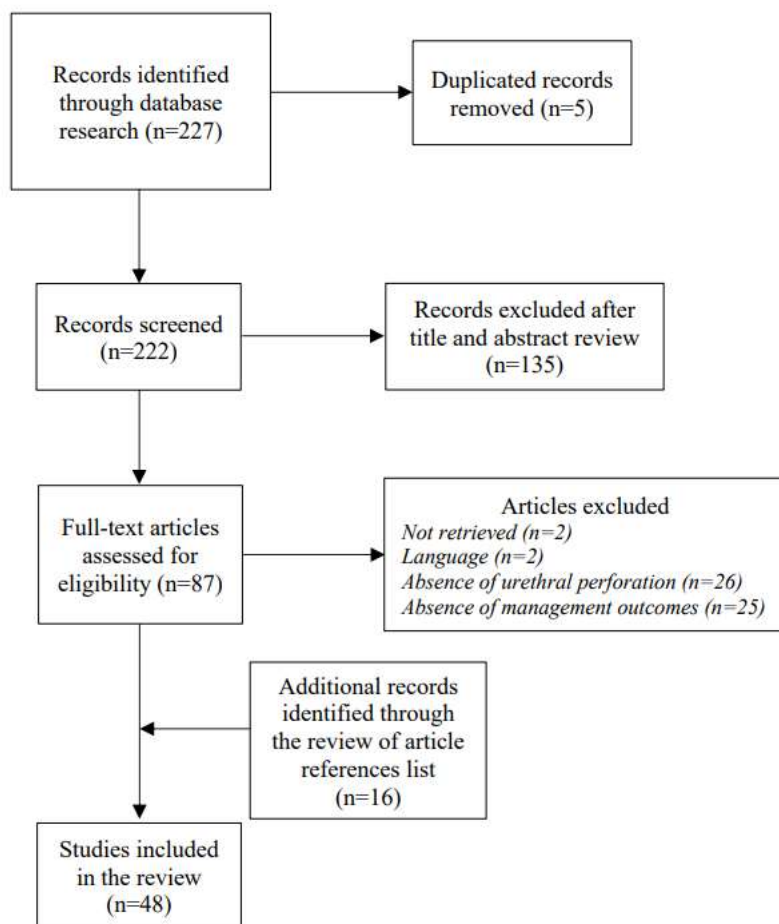 Records identified
through database
research (n=227)
Duplicated records
removed (n=5)
Records screened
(n=222)
Records excluded after
title and abstract review
(n=135)
Full-text articles
assessed for
eligibility (n=87)
Articles excluded
Not retrieved (n=2)
Language (n=2)
Absence of urethral perforation (n=26)
Absence of management outcomes (n=25)
Additional records
identified through
the review of article
references list
(n=16)
Studies included
in the review
(n=48)